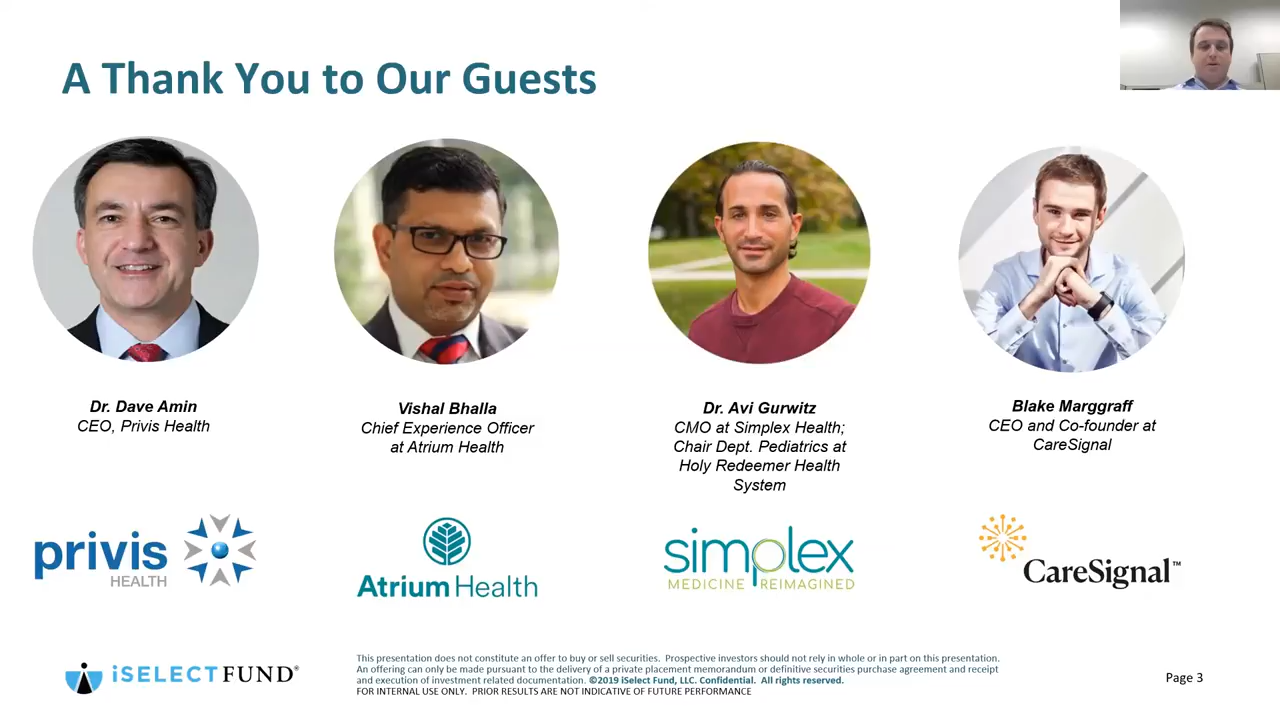 A Thank You to Our Guests
Dr. Dave Amin
CEO, Privis Health
Vishal Bhalla
Chief Experience Officer
at Atrium Health
Dr. Avi Gurwitz
CMO at Simplex Health;
Chair Dept. Pediatrics at
Holy Redeemer Health
System
Blake Marggraff
CEO and Co-founder at
CareSignal
privis
HEALTH
Atrium Health
simplex
MEDICINE REIMAGINED
CareSignal™
iSELECTFUND®
This presentation does not constitute an offer to buy or sell securities. Prospective investors should not rely in whole or in part on this presentation.
An offering can only be made pursuant to the delivery of a private placement memorandum or definitive securities purchase agreement and receipt
and execution of investment related documentation. ©2019 iSelect Fund, LLC. Confidential. All rights reserved.
FOR INTERNAL USE ONLY. PRIOR RESULTS ARE NOT INDICATIVE OF FUTURE PERFORMANCE
Page 3